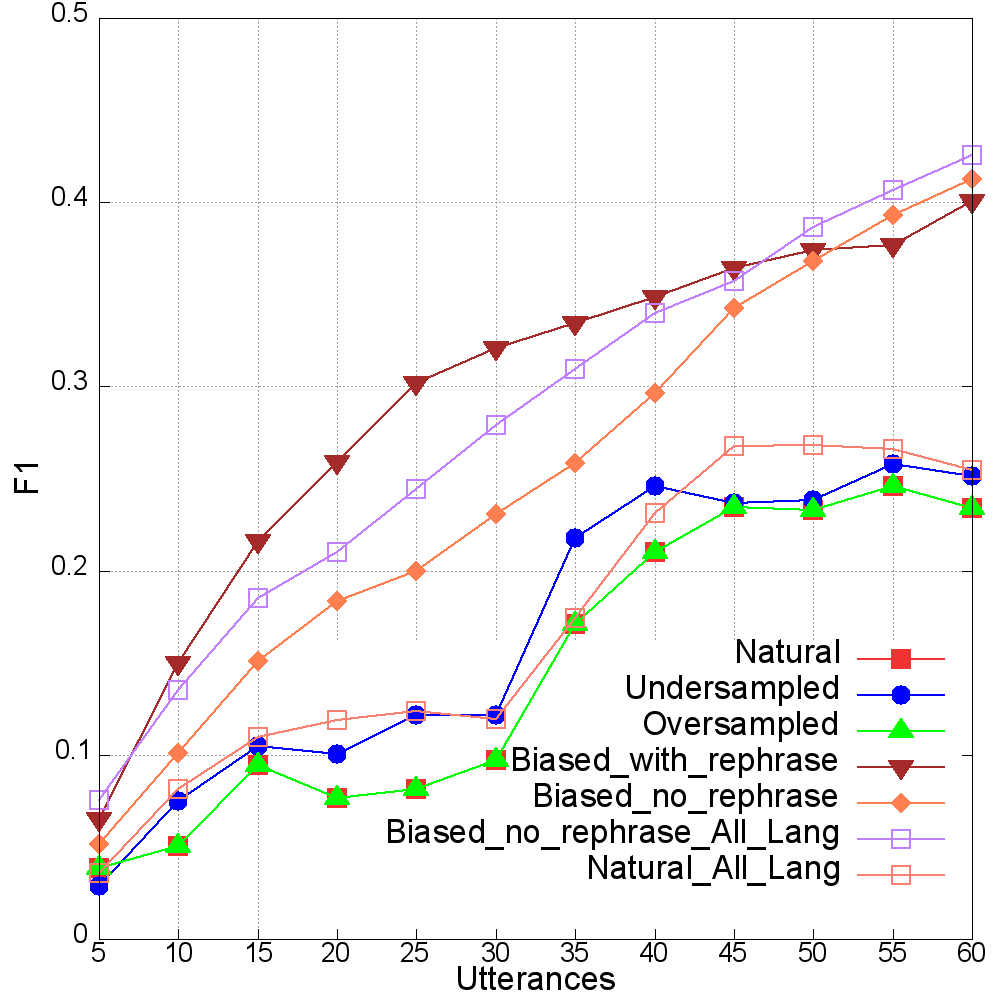 0.5
0.4
0.3
0.2
0.1
0
F1
Natural
Undersampled
Oversampled
Biased_with_rephrase
Biased_no_rephrase
Biased_no_rephrase_All_Lang
Natural_All_Lang
5 10 15 20 25 30 35 40 45 50 55 60
Utterances